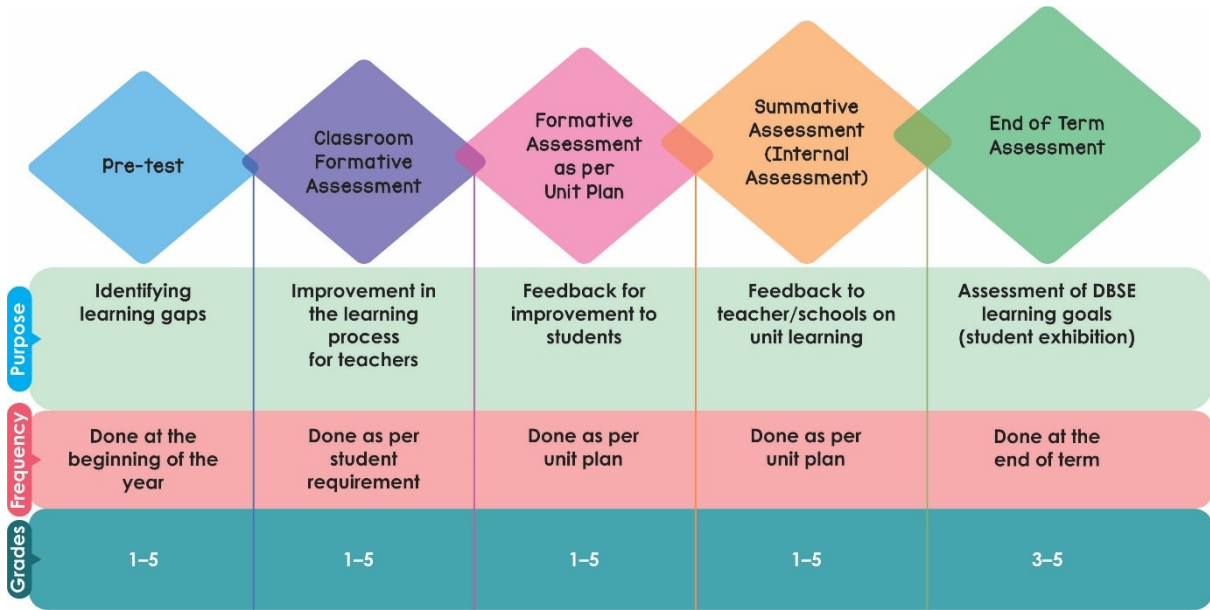 Pre-test
Classroom
Formative
Assessment
Formative
Assessment
as per
Unit Plan
Summative
Assessment
(Internal
Assessment)
End of Term
Assessment
Purpose
Identifying
learning gaps
Improvement in
the learning
process
for teachers
Feedback for
improvement to
students
Feedback to
teacher/schools on
unit learning
Assessment of DBSE
learning goals
(student exhibition)
Frequency
Done at the
beginning of the
year
Done as per
student
requirement
Done as per
unit plan
Done as per
unit plan
Done at the
end of term
Grades
1–5
1–5
1–5
1–5
3–5